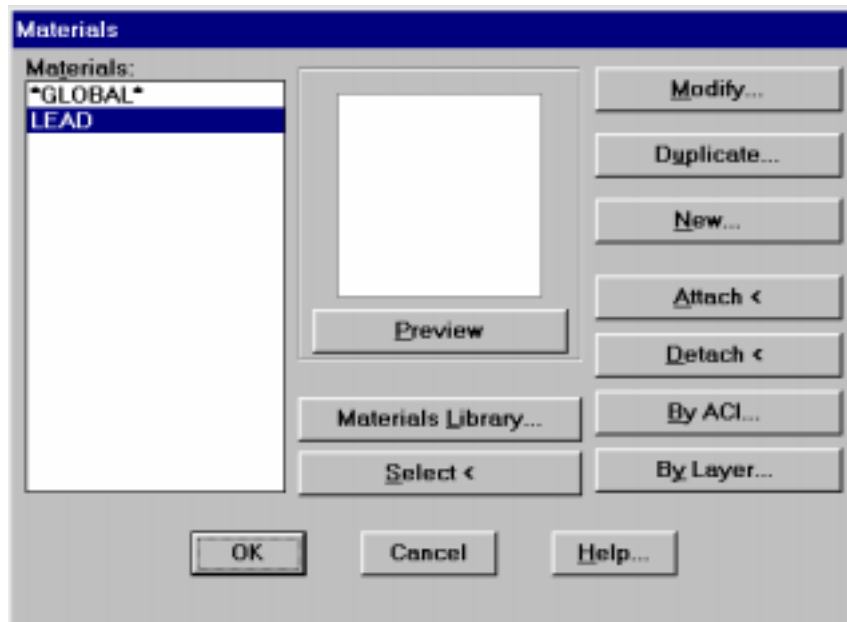 Materials
Materials:
*GLOBAL*
LEAD
Preview
Materials Library...
Select <
Modify...
Duplicate...
New...
Attach <
Detach <
By ACI...
By Layer...
OK
Cancel
Help...